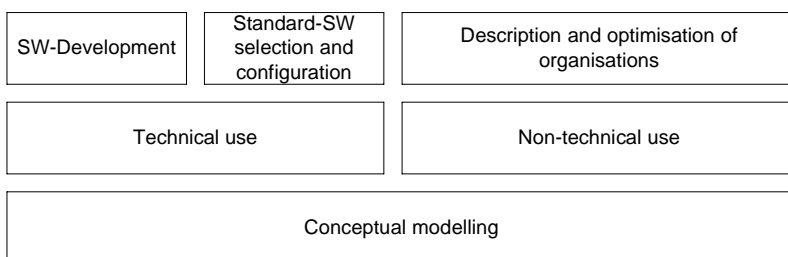 SW-Development
Standard-SW
selection and
configuration
Description and optimisation of
organisations
Technical use
Non-technical use
Conceptual modelling